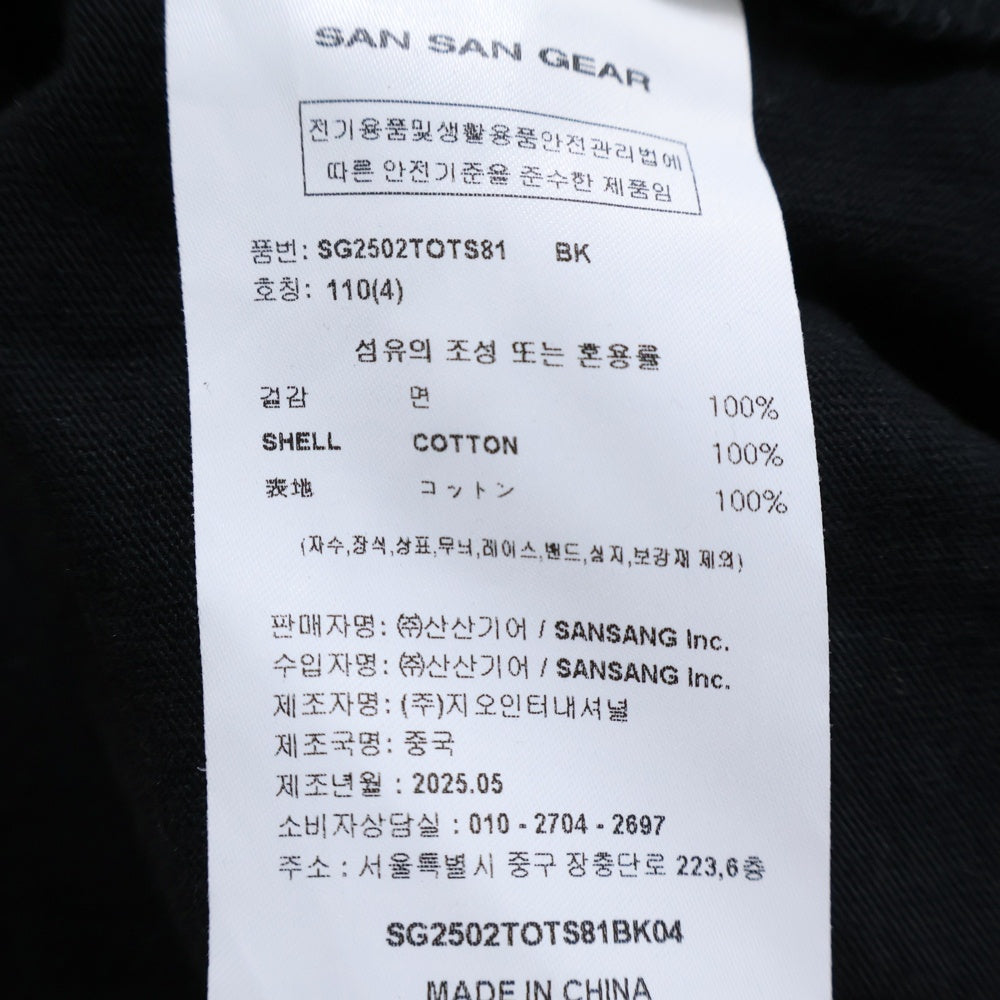 SAN SAN GEAR
전기용품및생활용품안전관리법에
따른 안전기준을 준수한 제품임
품번: SG2502TOTS81 BK
호칭: 110(4)
섬유의 조성 또는 혼용률
겉감 면 100%
SHELL COTTON 100%
表地 コットン 100%
(자수,장식,상표,무늬,레이스,밴드,심지,보강재 제외)
판매자명: ㈜산산기어 / SANSANG Inc.
수입자명: ㈜산산기어 / SANSANG Inc.
제조자명: (주)지오인터내셔널
제조국명: 중국
제조년월 : 2025.05
소비자상담실 : 010 - 2704 - 2697
주소 : 서울특별시 중구 장충단로 223,6층
SG2502TOTS81BK04
MADE IN CHINA